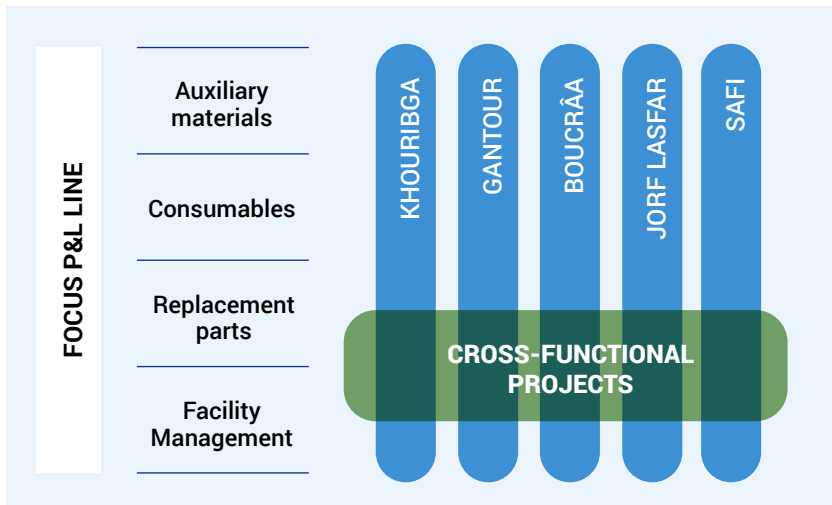 FOCUS P&L LINE
Auxiliary
materials
Consumables
Replacement
parts
Facility
Management
KHOURIBGA
GANTOUR
BOUCRÂA
JORF LASFAR
SAFI
CROSS-FUNCTIONAL
PROJECTS